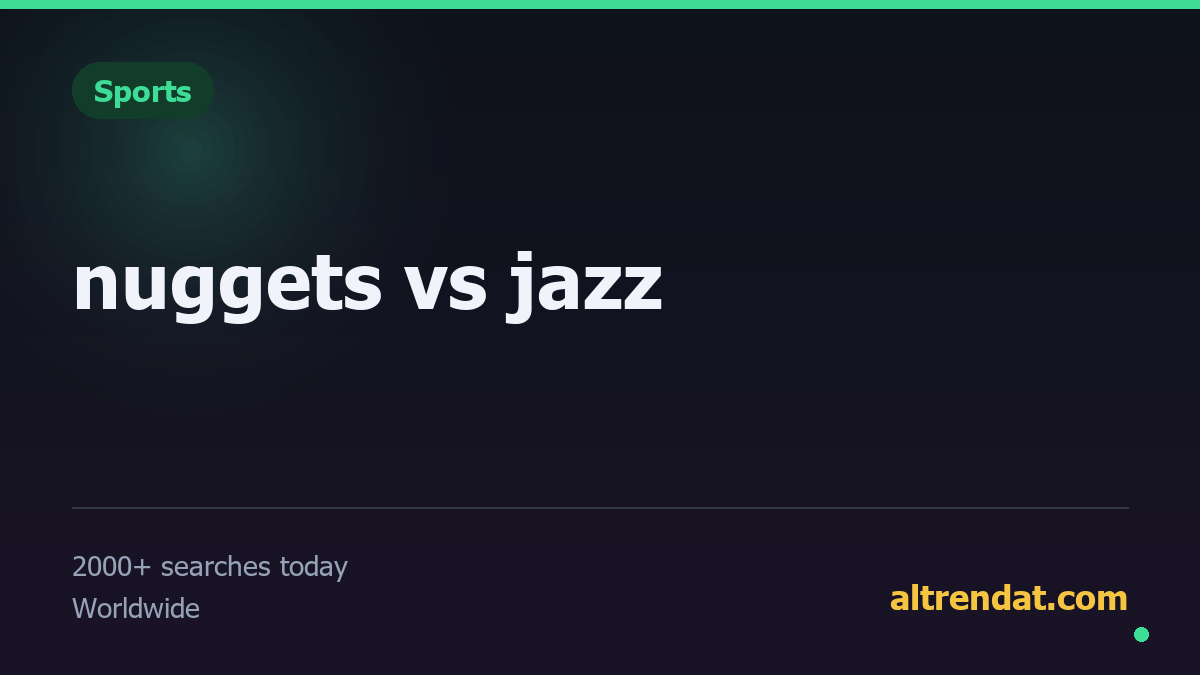 Sports
nuggets vs jazz
2000+ searches today
Worldwide
altrendat.com